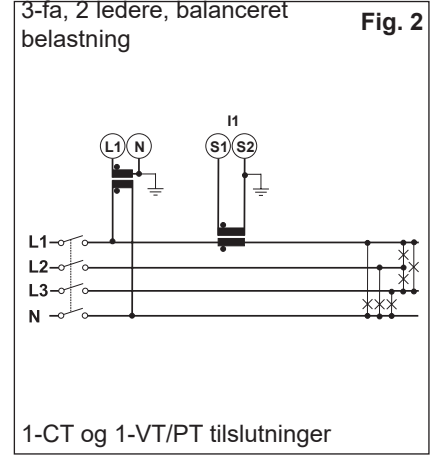 3-fa, 2 ledere, balanceret
belastning
Fig. 2
I1
L1 N S1 S2
L1
L2
L3
N
1-CT og 1-VT/PT tilslutninger